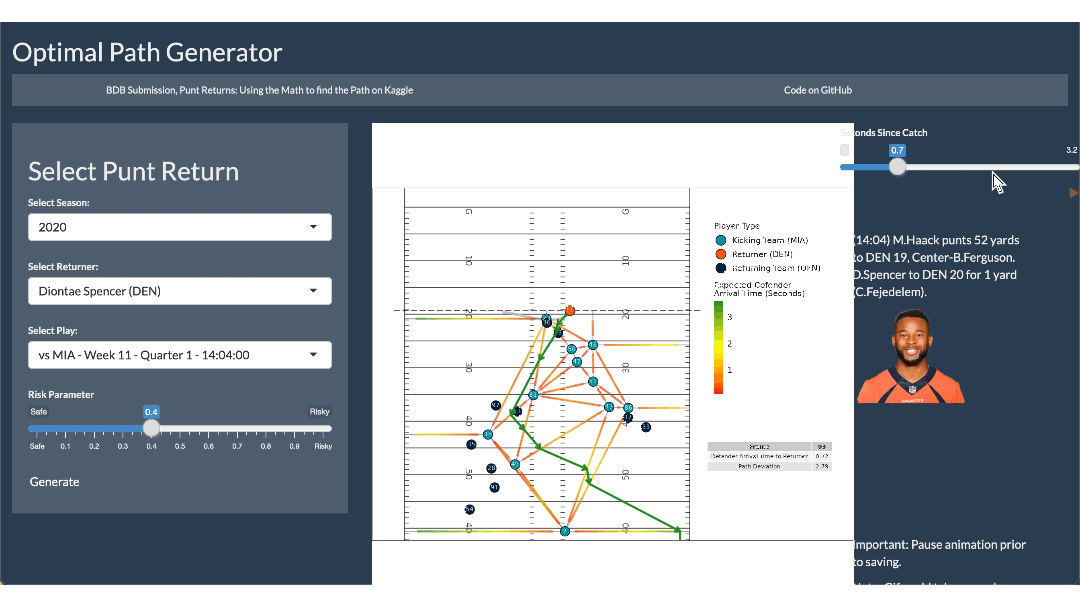 Optimal Path Generator
BDB Submission, Punt Returns: Using the Math to find the Path on Kaggle
Code on GitHub
Select Punt Return
Select Season:
2020
Select Returner:
Diontae Spencer (DEN)
Select Play:
vs MIA - Week 11 - Quarter 1 - 14:04:00
Risk Parameter
Safe
0.4
Risky
Safe
0.1
0.2
0.3
0.4
0.5
0.6
0.7
0.8
0.9
Risky
Generate
G
G
10
10
20
20
30
30
40
50
50
40
40
Player Type
Kicking Team (MIA)
Returner (DEN)
Returning Team (DEN)
Expected Defender
Arrival Time (Seconds)
3
2
1
Defender Arrival Time to Returner 0.72
Path Deviation 2.79
Seconds Since Catch
0
0.7
3.2
(14:04) M.Haack punts 52 yards
to DEN 19, Center-B.Ferguson.
D.Spencer to DEN 20 for 1 yard
(C.Fejedelem).
Important: Pause animation prior
to saving.